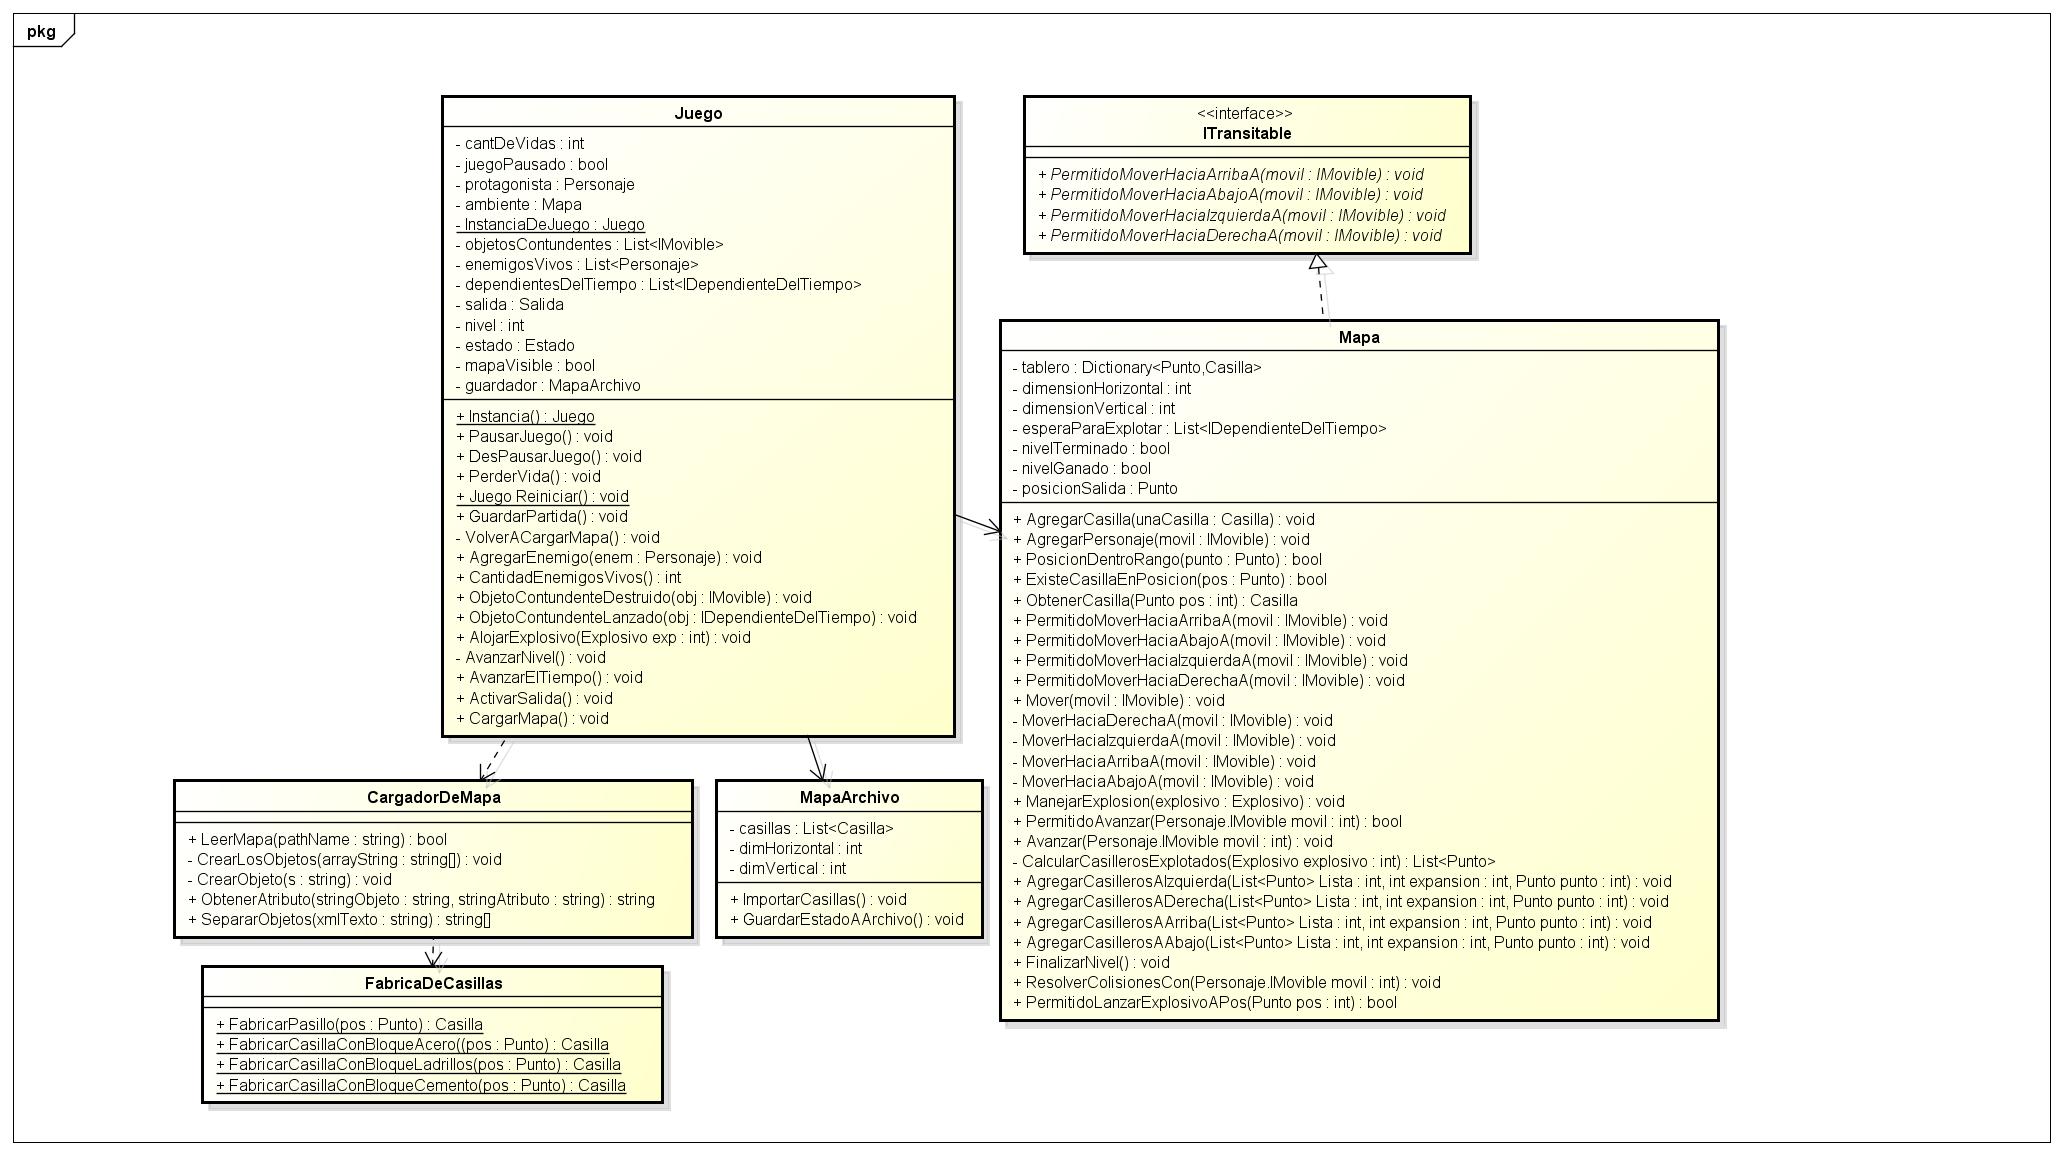 pkg
Juego
- cantDeVidas : int
- juegoPausado : bool
- protagonista : Personaje
- ambiente : Mapa
- InstanciaDeJuego : Juego
- objetosContundentes : List<IMovible>
- enemigosVivos : List<Personaje>
- dependientesDelTiempo : List<IDependienteDelTiempo>
- salida : Salida
- nivel : int
- estado : Estado
- mapaVisible : bool
- guardador : MapaArchivo
+ Instancia() : Juego
+ PausarJuego() : void
+ DesPausarJuego() : void
+ PerderVida() : void
+ Juego Reiniciar() : void
+ GuardarPartida() : void
- VolverACargarMapa() : void
+ AgregarEnemigo(enem : Personaje) : void
+ CantidadEnemigosVivos() : int
+ ObjetoContundenteDestruido(obj : IMovible) : void
+ ObjetoContundenteLanzado(obj : IDependienteDelTiempo) : void
+ AlojarExplosivo(Explosivo exp : int) : void
- AvanzarNivel() : void
+ AvanzarElTiempo() : void
+ ActivarSalida() : void
+ CargarMapa() : void
<<interface>>
ITransitable
+ PermitidoMoverHaciaArribaA(movil : IMovible) : void
+ PermitidoMoverHaciaAbajoA(movil : IMovible) : void
+ PermitidoMoverHaciaIzquierdaA(movil : IMovible) : void
+ PermitidoMoverHaciaDerechaA(movil : IMovible) : void
Mapa
- tablero : Dictionary<Punto,Casilla>
- dimensionHorizontal : int
- dimensionVertical : int
- esperaParaExplotar : List<IDependienteDelTiempo>
- nivelTerminado : bool
- nivelGanado : bool
- posicionSalida : Punto
+ AgregarCasilla(unaCasilla : Casilla) : void
+ AgregarPersonaje(movil : IMovible) : void
+ PosicionDentroRango(punto : Punto) : bool
+ ExisteCasillaEnPosicion(pos : Punto) : bool
+ ObtenerCasilla(Punto pos : int) : Casilla
+ PermitidoMoverHaciaArribaA(movil : IMovible) : void
+ PermitidoMoverHaciaAbajoA(movil : IMovible) : void
+ PermitidoMoverHaciaIzquierdaA(movil : IMovible) : void
+ PermitidoMoverHaciaDerechaA(movil : IMovible) : void
+ Mover(movil : IMovible) : void
- MoverHaciaDerechaA(movil : IMovible) : void
- MoverHaciaIzquierdaA(movil : IMovible) : void
- MoverHaciaArribaA(movil : IMovible) : void
- MoverHaciaAbajoA(movil : IMovible) : void
+ ManejarExplosion(explosivo : Explosivo) : void
+ PermitidoAvanzar(Personaje.IMovible movil : int) : bool
+ Avanzar(Personaje.IMovible movil : int) : void
- CalcularCasillerosExplotados(Explosivo explosivo : int) : List<Punto>
+ AgregarCasillerosAIzquierda(List<Punto> Lista : int, int expansion : int, Punto punto : int) : void
+ AgregarCasillerosADerecha(List<Punto> Lista : int, int expansion : int, Punto punto : int) : void
+ AgregarCasillerosAArriba(List<Punto> Lista : int, int expansion : int, Punto punto : int) : void
+ AgregarCasillerosAAbajo(List<Punto> Lista : int, int expansion : int, Punto punto : int) : void
+ FinalizarNivel() : void
+ ResolverColisionesCon(Personaje.IMovible movil : int) : void
+ PermitidoLanzarExplosivoAPos(Punto pos : int) : bool
CargadorDeMapa
+ LeerMapa(pathName : string) : bool
- CrearLosObjetos(arrayString : string[]) : void
- CrearObjeto(s : string) : void
+ ObtenerAtributo(stringObjeto : string, stringAtributo : string) : string
+ SepararObjetos(xmlTexto : string) : string[]
MapaArchivo
- casillas : List<Casilla>
- dimHorizontal : int
- dimVertical : int
+ ImportarCasillas() : void
+ GuardarEstadoAArchivo() : void
FabricaDeCasillas
+ FabricarPasillo(pos : Punto) : Casilla
+ FabricarCasillaConBloqueAcero((pos : Punto) : Casilla
+ FabricarCasillaConBloqueLadrillos(pos : Punto) : Casilla
+ FabricarCasillaConBloqueCemento(pos : Punto) : Casilla